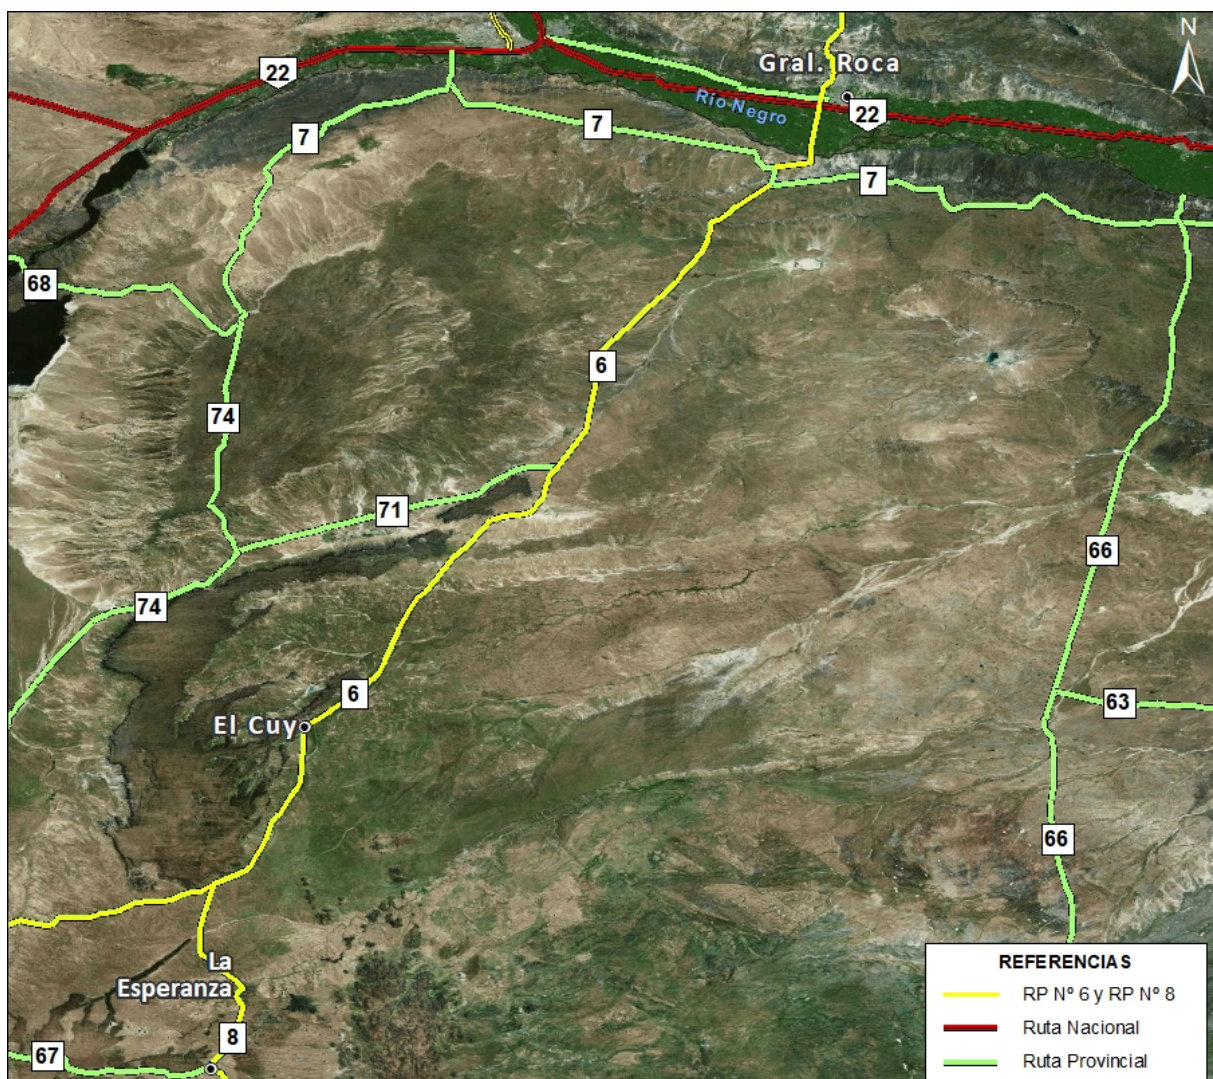 N
Gral. Roca
22
22
Río Negro
7
7
7
68
6
74
71
66
74
6
63
El Cuy
66
La
Esperanza
8
67
REFERENCIAS
RP Nº 6 y RP Nº 8
Ruta Nacional
Ruta Provincial